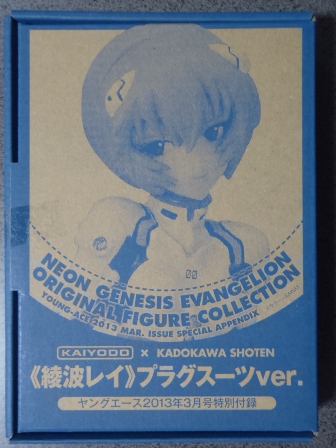 00
NEON GENESIS EVANGELION
ORIGINAL FIGURE COLLECTION
YOUNG-ACE/2013 MAR. ISSUE SPECIAL APPENDIX
KAIYODO × KADOKAWA SHOTEN
《綾波レイ》プラグスーツver.
ヤングエース2013年3月号特別付録